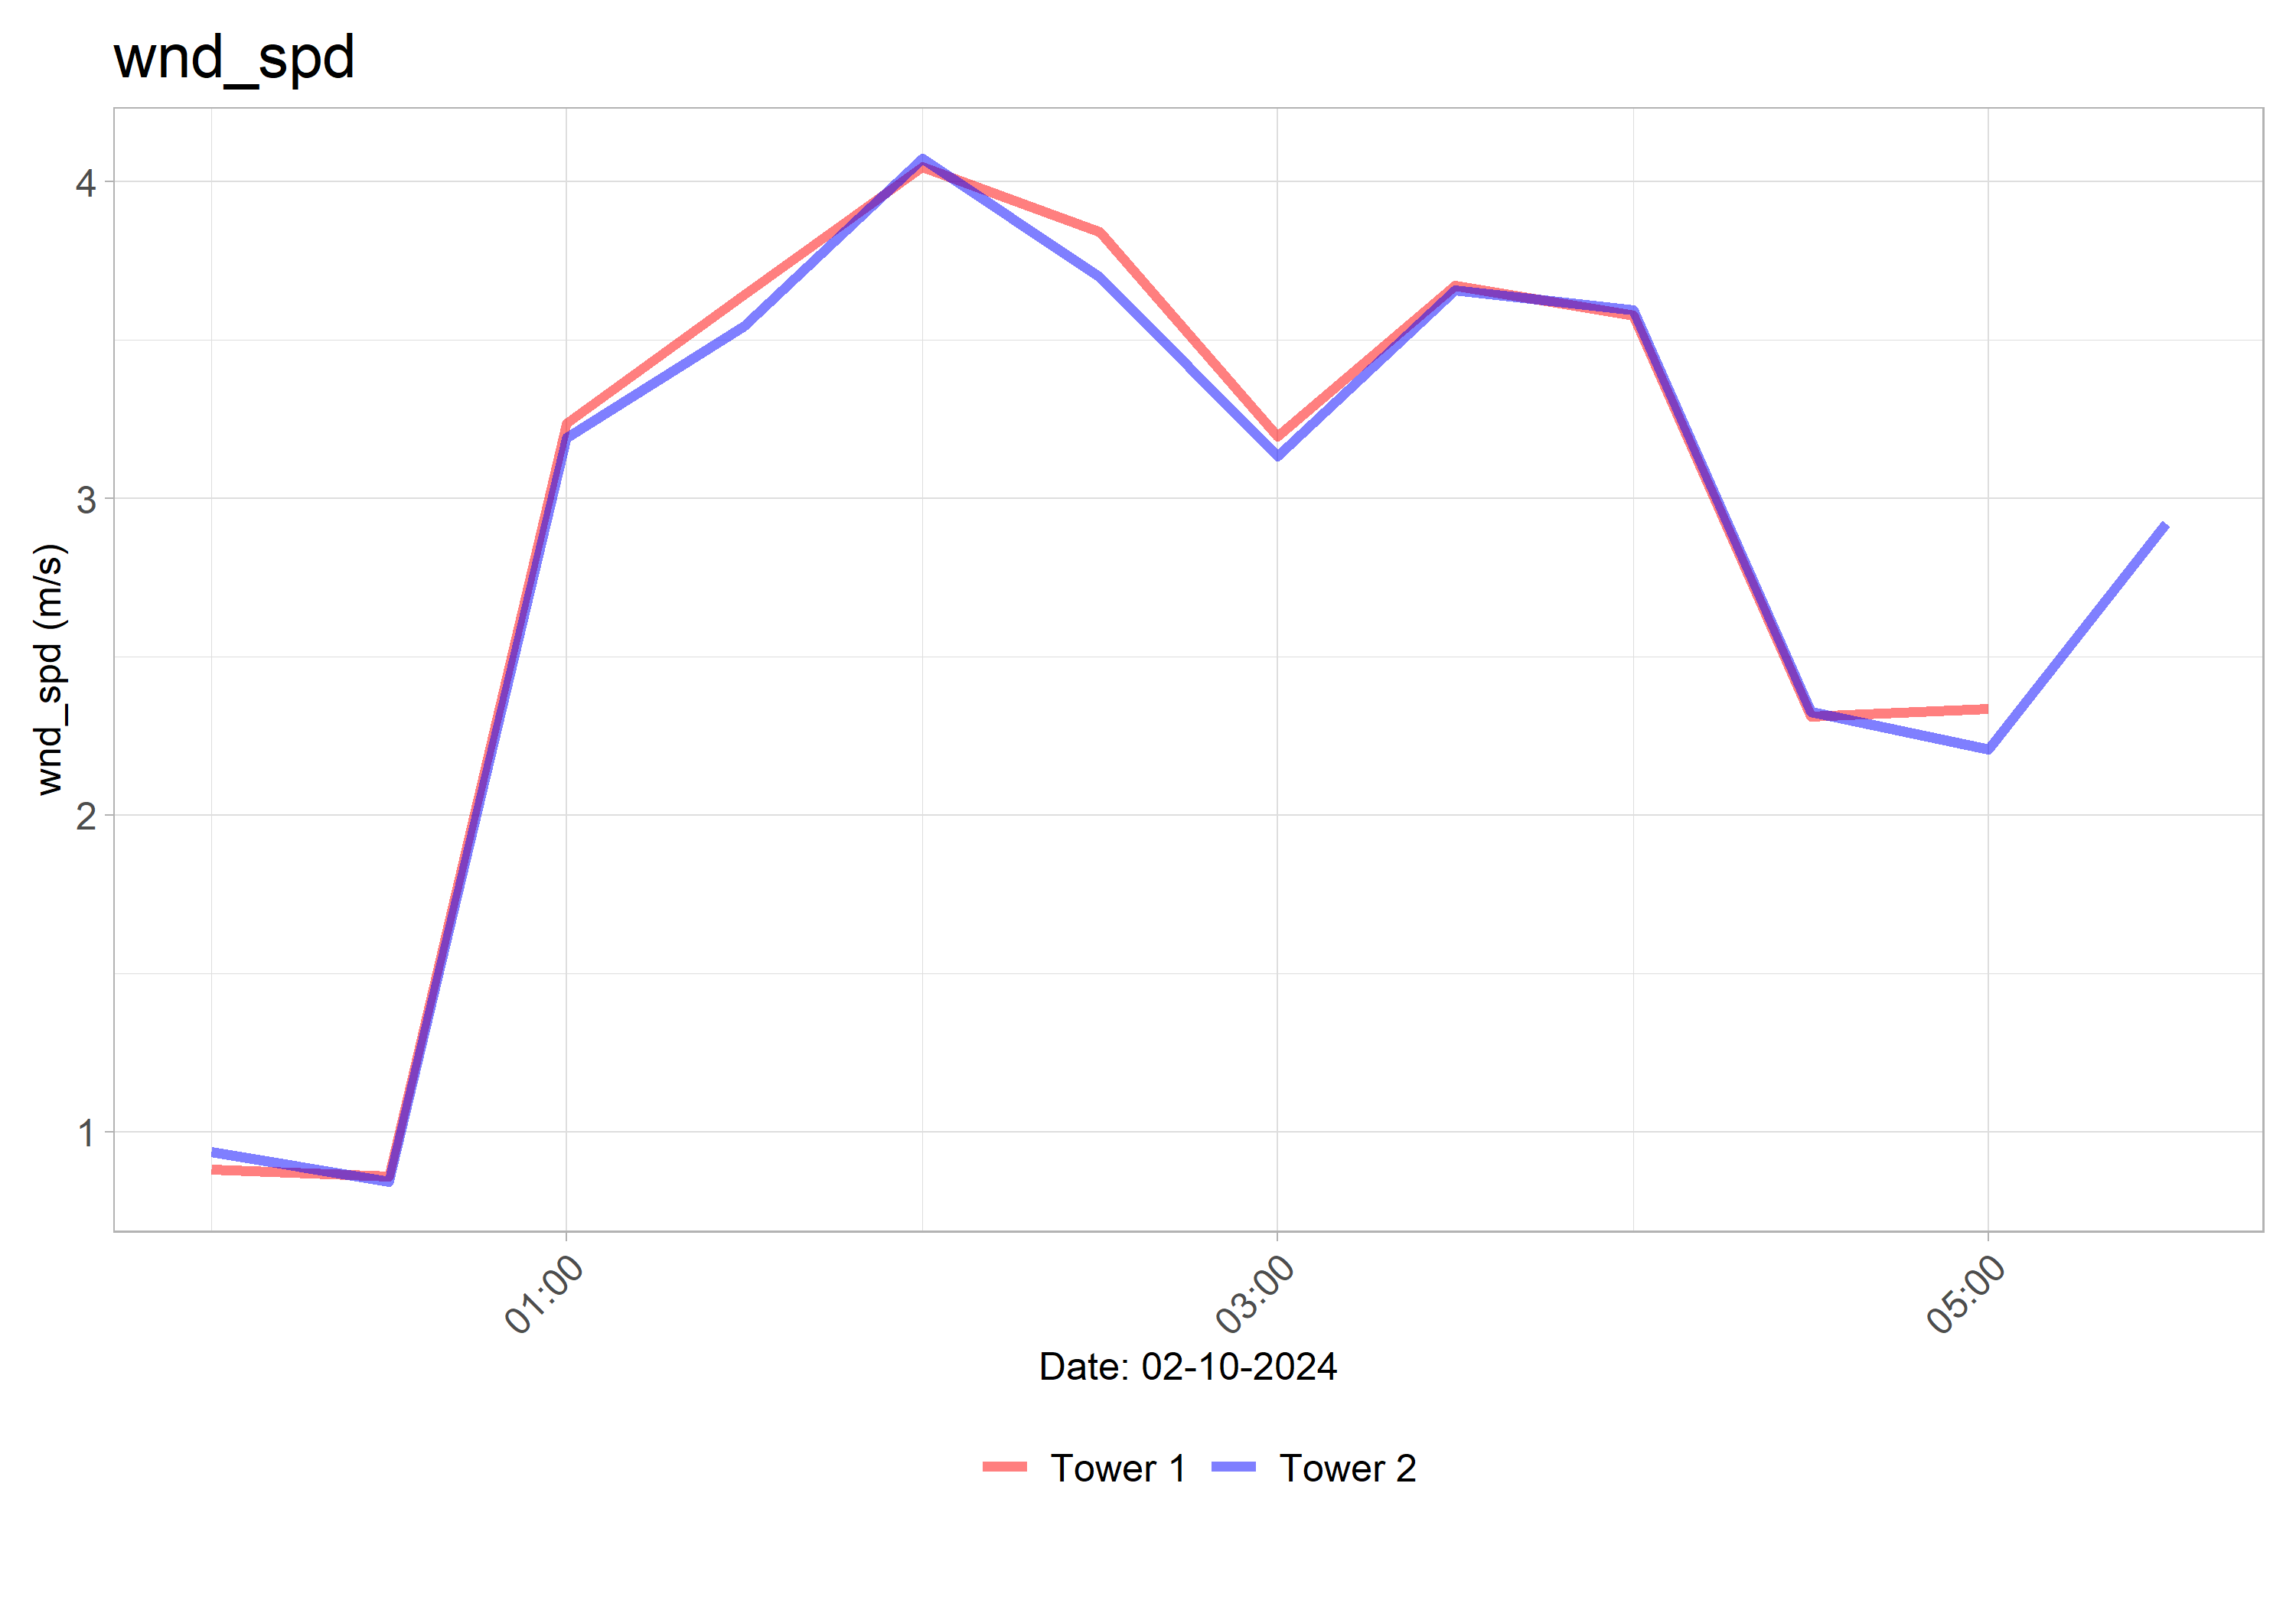 wnd_spd
wnd_spd (m/s)
4
3
2
1
01:00
03:00
05:00
Date: 02-10-2024
Tower 1
Tower 2